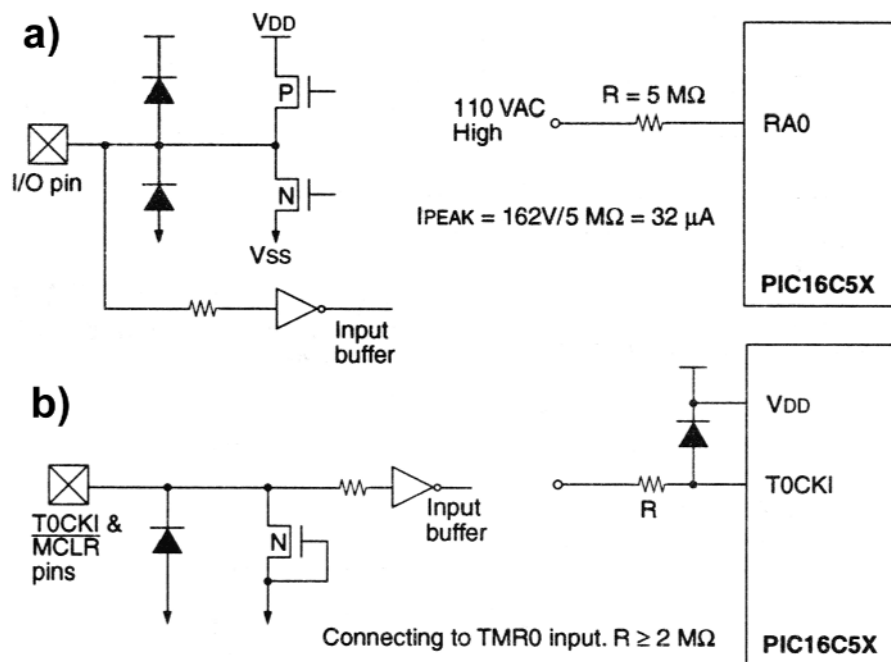 a)
VDD
P
I/O pin
N
VSS
Input
buffer
110 VAC
High
R = 5 MΩ
RA0
IPEAK = 162V/5 MΩ = 32 µA
PIC16C5X
b)
T0CKI &
MCLR
pins
N
Input
buffer
R
VDD
T0CKI
Connecting to TMR0 input. R ≥ 2 MΩ
PIC16C5X